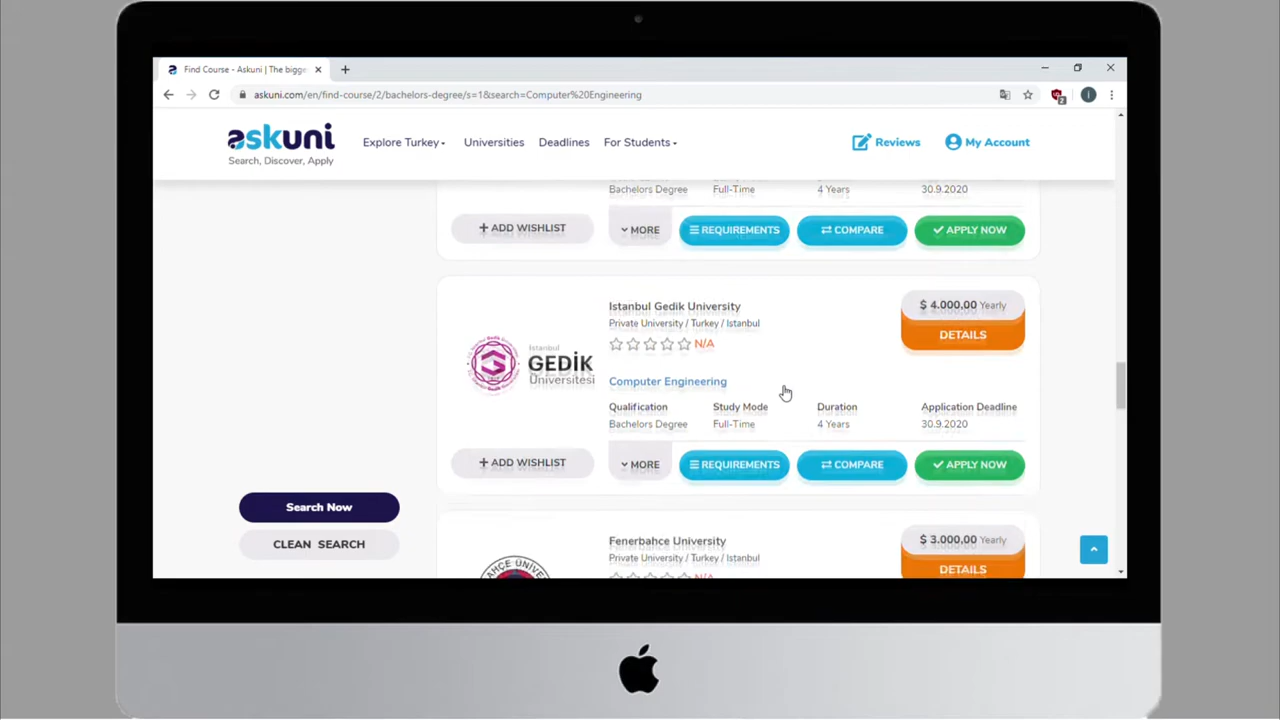 Find Course - Askuni | The bigge
askuni.com/en/find-course/2/bachelors-degree/s=1&search=Computer%20Engineering
askuni
Search, Discover, Apply
Explore Turkey
Universities
Deadlines
For Students
Reviews
My Account
Bachelors Degree Full-Time 4 Years 30.9.2020
+ ADD WISHLIST
MORE
REQUIREMENTS
COMPARE
APPLY NOW
Istanbul Gedik University
Private University / Turkey / Istanbul
N/A
$ 4.000,00 Yearly
DETAILS
istanbul
GEDİK
Üniversitesi
Computer Engineering
Qualification Study Mode Duration Application Deadline
Bachelors Degree Full-Time 4 Years 30.9.2020
+ ADD WISHLIST
MORE
REQUIREMENTS
COMPARE
APPLY NOW
Search Now
CLEAN SEARCH
Fenerbahce University
Private University / Turkey / Istanbul
N/A
$ 3.000,00 Yearly
DETAILS